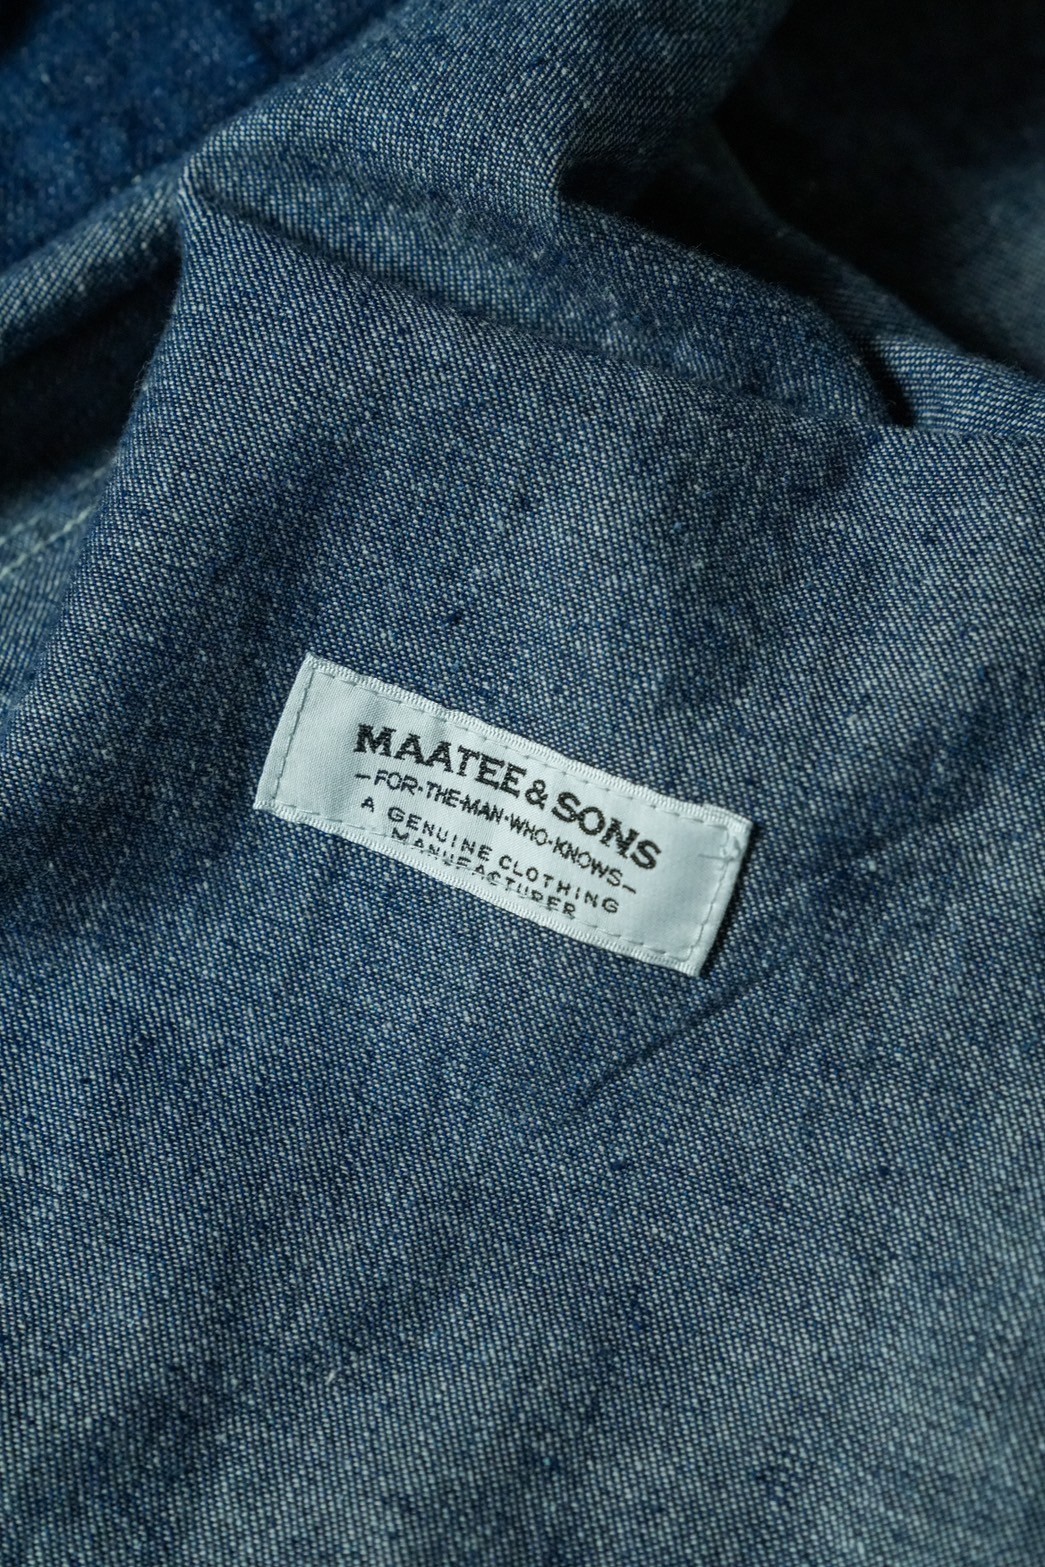 MAATEE & SONS
-FOR·THE·MAN·WHO·KNOWS-
A GENUINE CLOTHING
MANUFACTURER